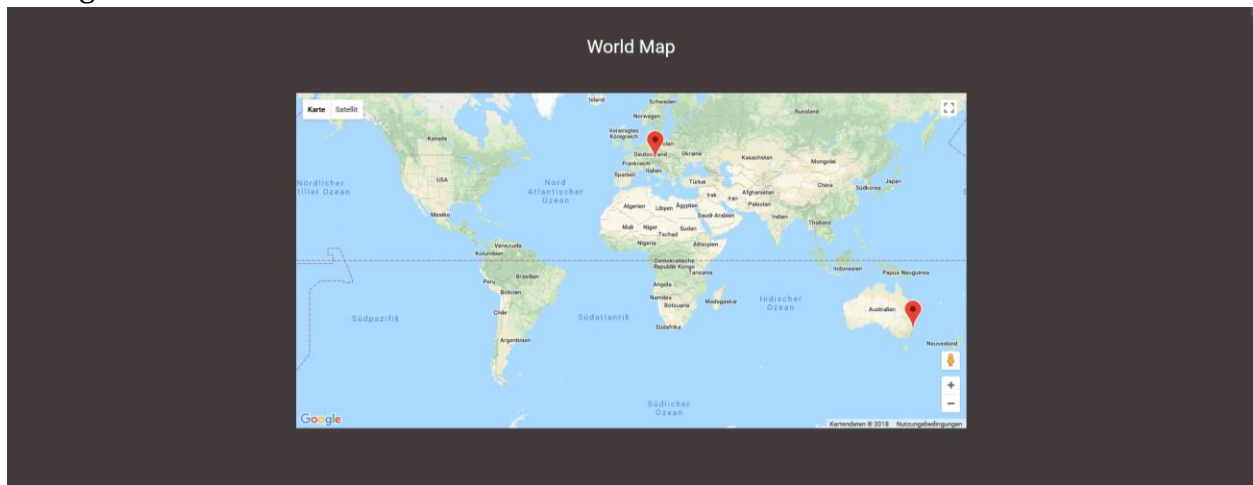 World Map
Karte Satellit
Island
Schweden
Norwegen
Russland
Vereinigtes
Königreich
Kanada
Deutschland
Ukraine
Frankreich
Kasachstan
Mongolei
Italien
Spanien
Türkei
USA
China
Japan
Südkorea
Nord
Atlantischer
Ozean
Nördlicher
tiller Ozean
Irak
Iran
Afghanistan
Pakistan
Algerien
Libyen
Ägypten
Saudi-Arabien
Indien
Thailand
Mexiko
Mali
Niger
Sudan
Tschad
Nigeria
Äthiopien
Venezuela
Kolumbien
Demokratische
Republik Kongo
Tansania
Indonesien
Papua-Neuguinea
Brasilien
Peru
Bolivien
Angola
Namibia
Botsuana
Madagaskar
Indischer
Ozean
Chile
Australien
Südpazifik
Südatlantik
Südafrika
Argentinien
Neuseeland
Südlicher
Ozean
Google
Kartendaten © 2018 Nutzungsbedingungen